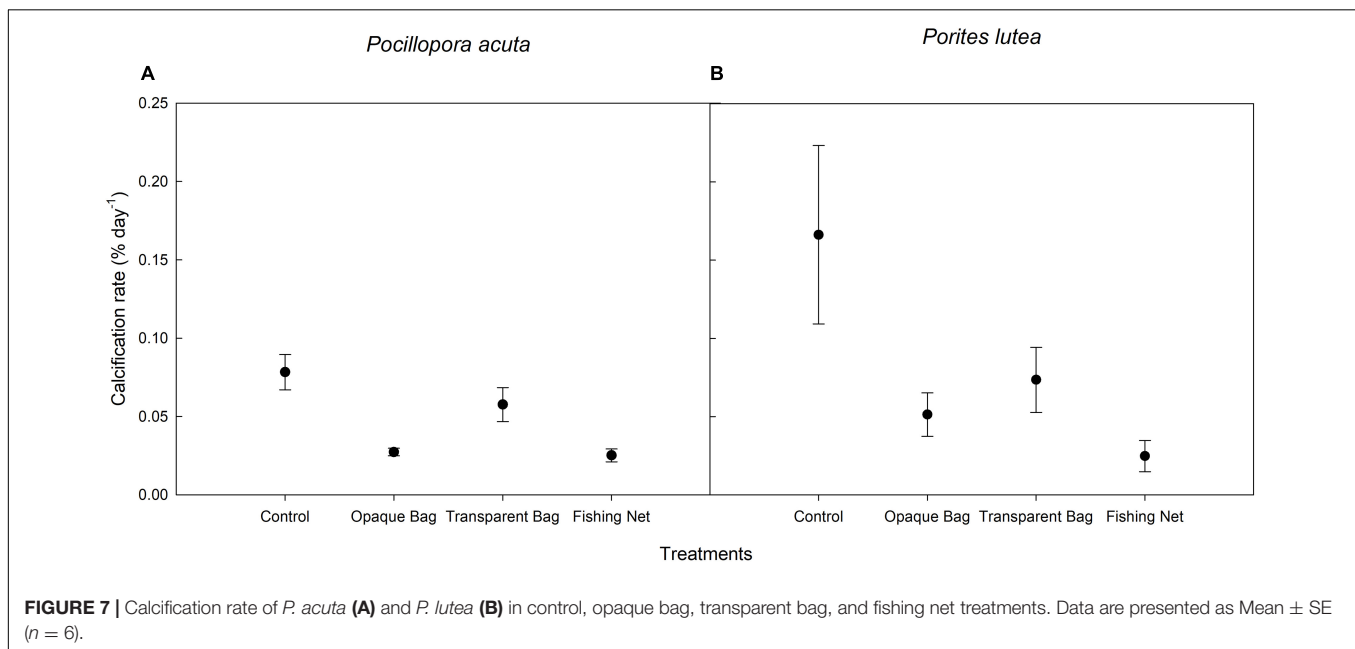 Pocillopora acuta
Porites lutea
A
B
0.25
0.20
0.15
0.10
0.05
0.00
Calcification rate (% day-1)
Control Opaque Bag Transparent Bag Fishing Net
Control Opaque Bag Transparent Bag Fishing Net
Treatments
FIGURE 7 | Calcification rate of P. acuta (A) and P. lutea (B) in control, opaque bag, transparent bag, and fishing net treatments. Data are presented as Mean ± SE
(n = 6).